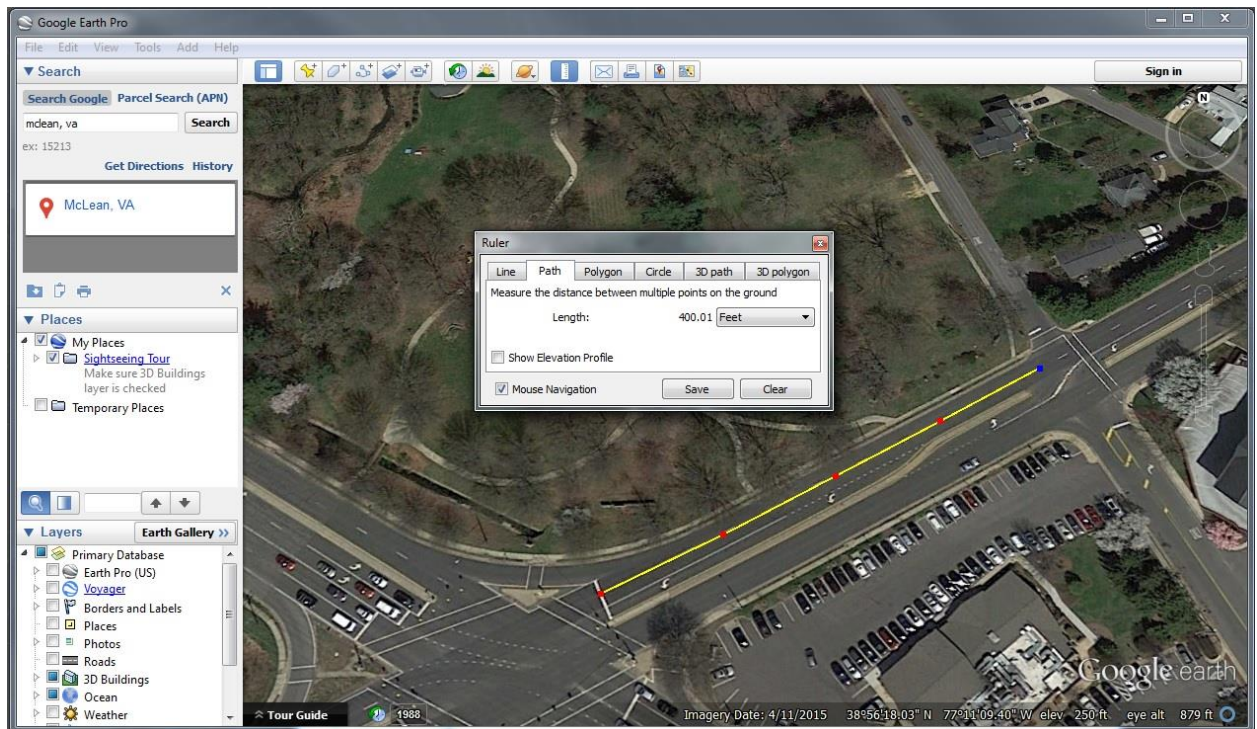 Google Earth Pro
File Edit View Tools Add Help
▼ Search
Search Google Parcel Search (APN)
mclean, va Search
ex: 15213
Get Directions History
McLean, VA
▼ Places
My Places
Sightseeing Tour
Make sure 3D Buildings
layer is checked
Temporary Places
▼ Layers Earth Gallery >>
Primary Database
Earth Pro (US)
Voyager
Borders and Labels
Places
Photos
Roads
3D Buildings
Ocean
Weather
Sign in
N
Ruler
Line Path Polygon Circle 3D path 3D polygon
Measure the distance between multiple points on the ground
Length: 400.01 Feet
Show Elevation Profile
Mouse Navigation Save Clear
Google earth
Tour Guide 1988 Imagery Date: 4/11/2015 38°56'18.03" N 77°11'09.40" W elev 250 ft eye alt 879 ft